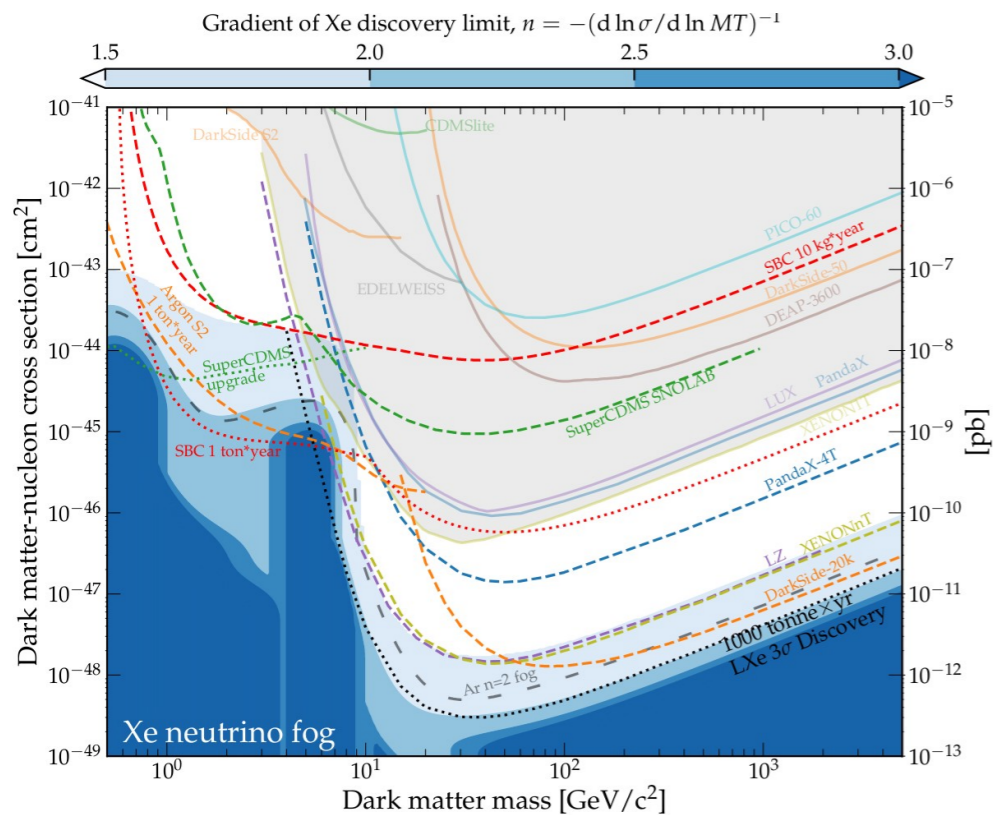 Gradient of Xe discovery limit, n = −(d ln σ/d ln MT)⁻¹
1.5 2.0 2.5 3.0
10⁻⁴¹
10⁻⁴²
10⁻⁴³
10⁻⁴⁴
10⁻⁴⁵
10⁻⁴⁶
10⁻⁴⁷
10⁻⁴⁸
10⁻⁴⁹
Dark matter-nucleon cross section [cm²]
DarkSide S2
CDMSlite
PICO-60
SBC 10 kg*year
EDELWEISS
DarkSide-50
DEAP-3600
Argon S2
1 ton*year
SuperCDMS
upgrade
SuperCDMS SNOLAB
LUX
PandaX
XENON1T
SBC 1 ton*year
PandaX-4T
LZ
XENONnT
DarkSide-20k
1000 tonne×yr
LXe 3σ Discovery
Ar n=2 fog
Xe neutrino fog
10⁻⁵
10⁻⁶
10⁻⁷
10⁻⁸
10⁻⁹
10⁻¹⁰
10⁻¹¹
10⁻¹²
10⁻¹³
[pb]
10⁰ 10¹ 10² 10³
Dark matter mass [GeV/c²]